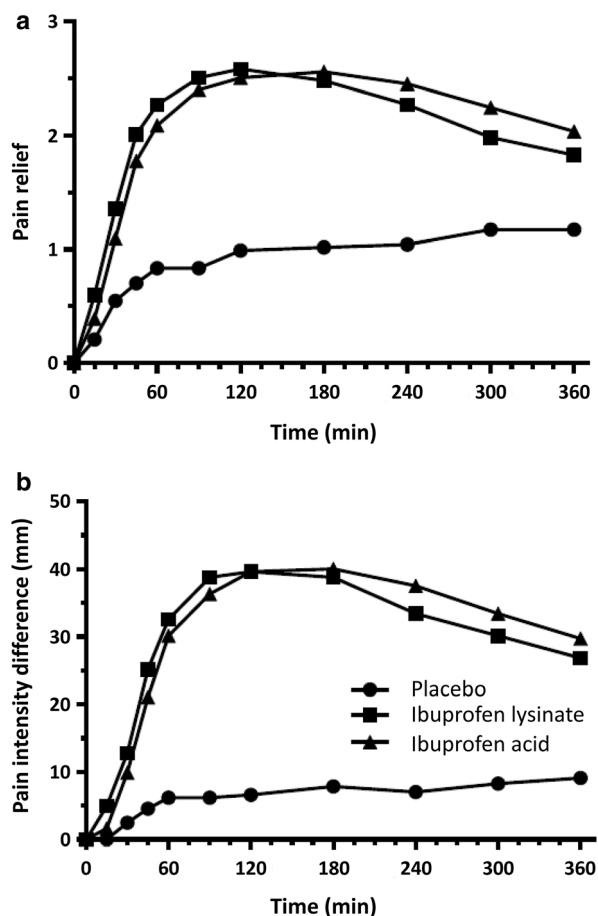 a
3
2
1
0
Pain relief
0 60 120 180 240 300 360
Time (min)
b
50
40
30
20
10
0
Pain intensity difference (mm)
Placebo
Ibuprofen lysinate
Ibuprofen acid
0 60 120 180 240 300 360
Time (min)